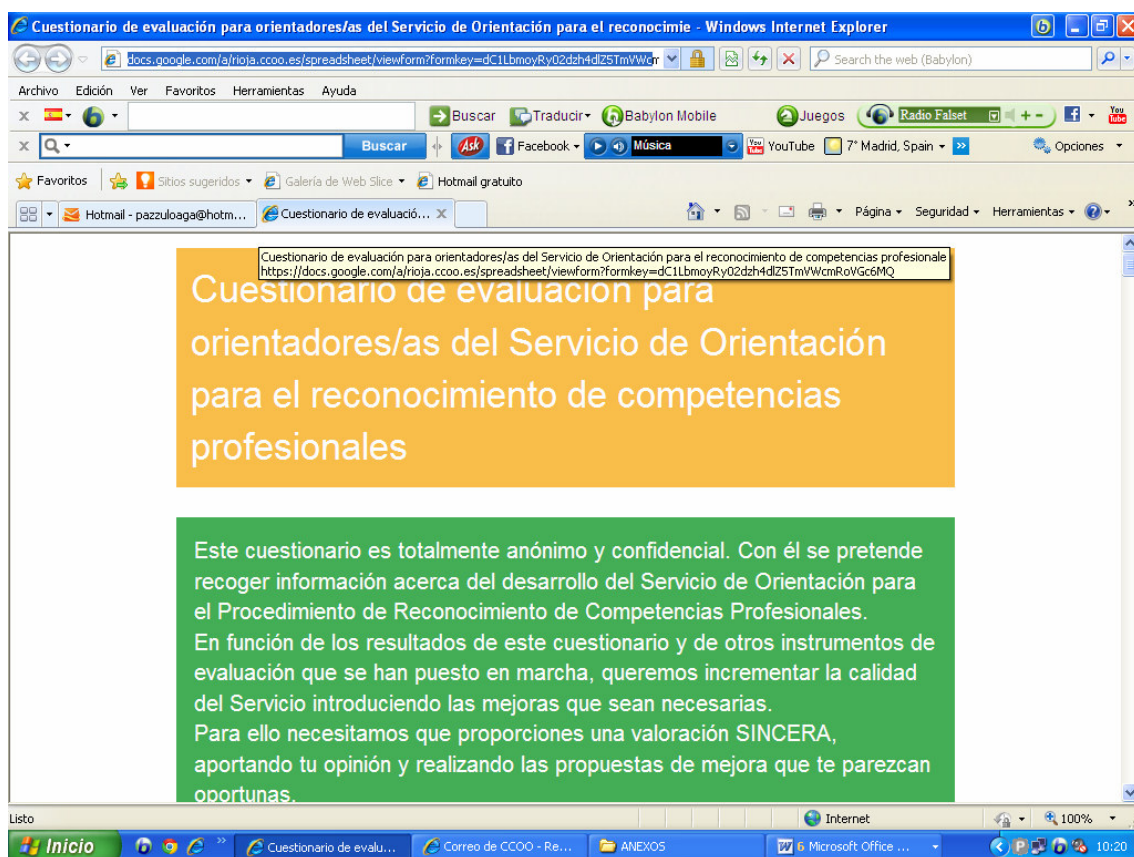 Cuestionario de evaluación para orientadores/as del Servicio de Orientación para el reconocimie - Windows Internet Explorer
docs.google.com/a/rioja.ccoo.es/spreadsheet/viewform?formkey=dC1LbmoyRy02dzh4dlZ5TmVWcr
Search the web (Babylon)
Archivo Edición Ver Favoritos Herramientas Ayuda
Buscar Traducir Babylon Mobile Juegos Radio Falset You Tube
Buscar Ask Facebook Música You Tube YouTube 7° Madrid, Spain Opciones
Favoritos Sitios sugeridos Galería de Web Slice Hotmail gratuito
Hotmail - pazzuloaga@hotm... Cuestionario de evaluació... Página Seguridad Herramientas
Cuestionario de evaluación para orientadores/as del Servicio de Orientación para el reconocimiento de competencias profesionale
https://docs.google.com/a/rioja.ccoo.es/spreadsheet/viewform?formkey=dC1LbmoyRy02dzh4dlZ5TmVWcmRoVGc6MQ
Cuestionario de evaluación para
orientadores/as del Servicio de Orientación
para el reconocimiento de competencias
profesionales
Este cuestionario es totalmente anónimo y confidencial. Con él se pretende
recoger información acerca del desarrollo del Servicio de Orientación para
el Procedimiento de Reconocimiento de Competencias Profesionales.
En función de los resultados de este cuestionario y de otros instrumentos de
evaluación que se han puesto en marcha, queremos incrementar la calidad
del Servicio introduciendo las mejoras que sean necesarias.
Para ello necesitamos que proporciones una valoración SINCERA,
aportando tu opinión y realizando las propuestas de mejora que te parezcan
oportunas.
Listo Internet 100%
Inicio Cuestionario de evalu... Correo de CCOO - Re... ANEXOS 6 Microsoft Office ... 10:20